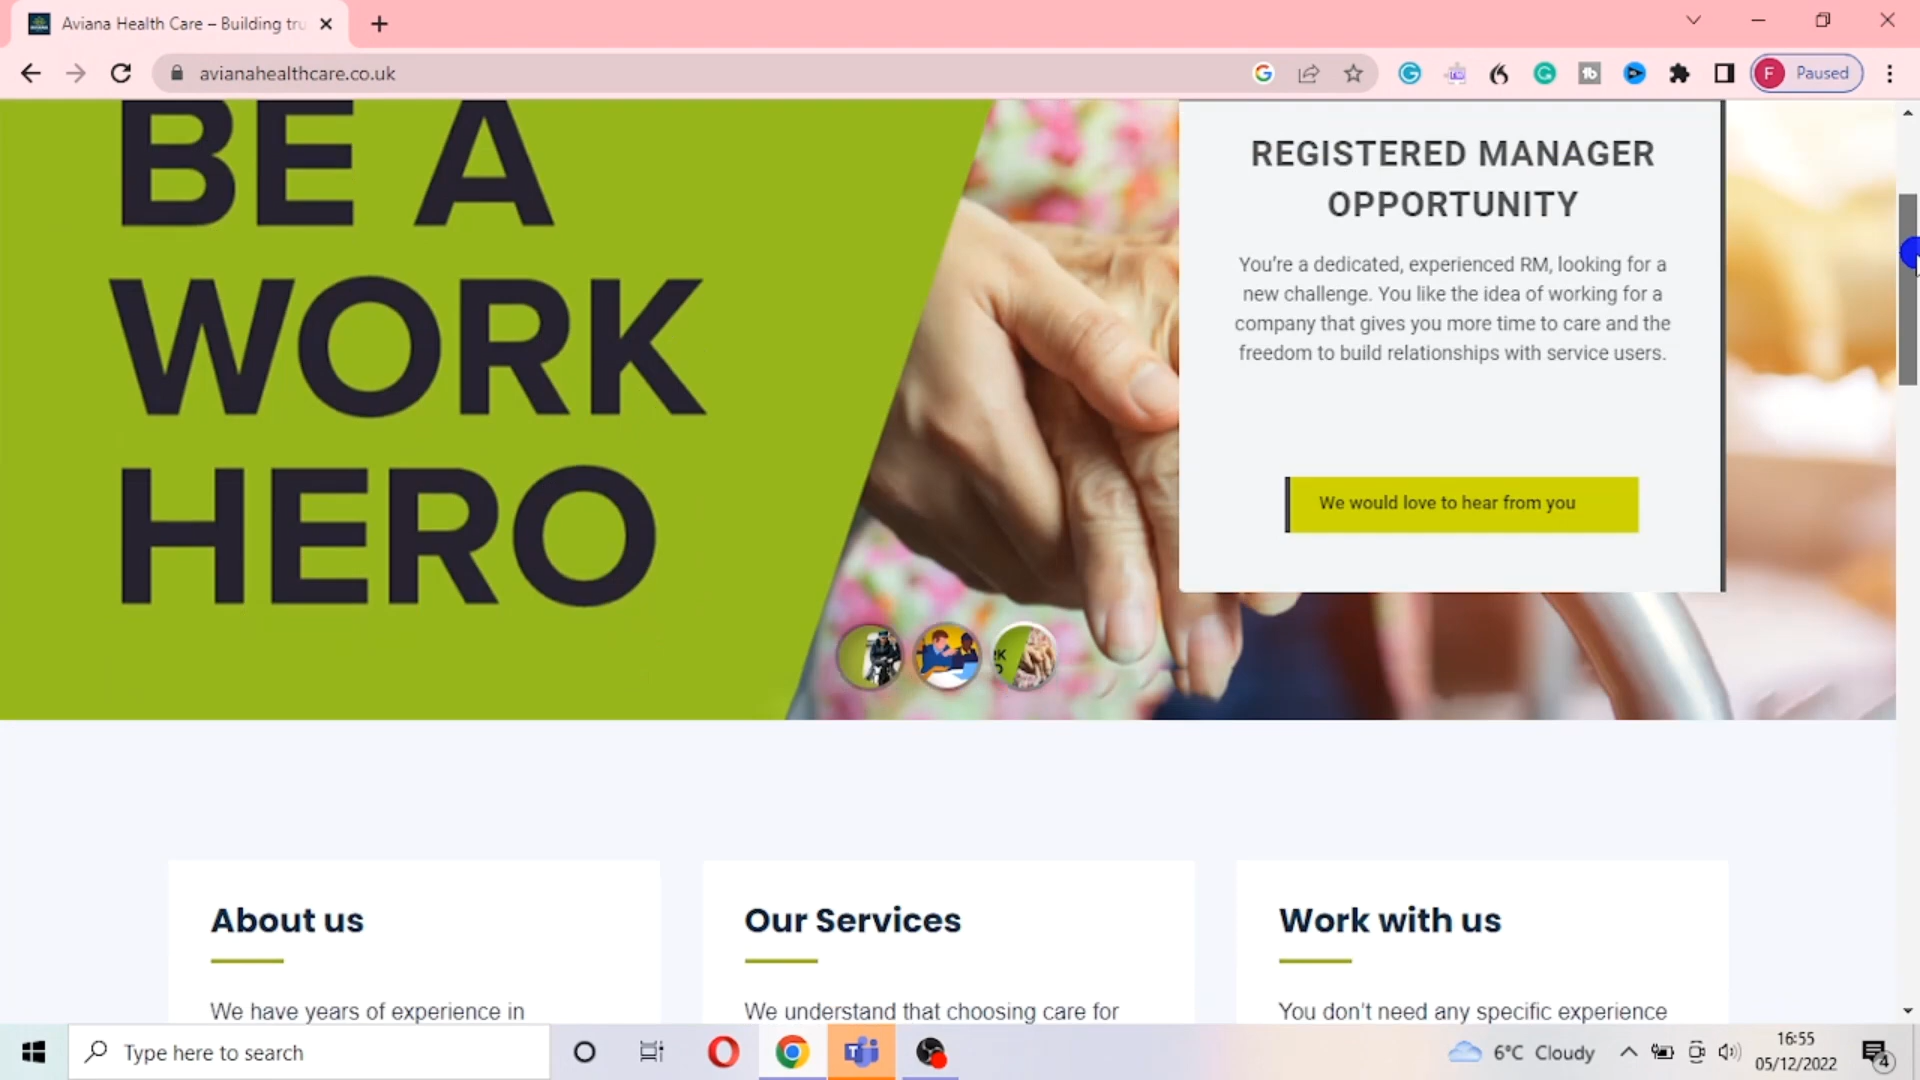 Aviana Health Care – Building tru
avianahealthcare.co.uk
F Paused
BE A
WORK
HERO
REGISTERED MANAGER
OPPORTUNITY
You’re a dedicated, experienced RM, looking for a
new challenge. You like the idea of working for a
company that gives you more time to care and the
freedom to build relationships with service users.
We would love to hear from you
About us
We have years of experience in
Our Services
We understand that choosing care for
Work with us
You don’t need any specific experience
Type here to search
6°C Cloudy
16:55
05/12/2022
4